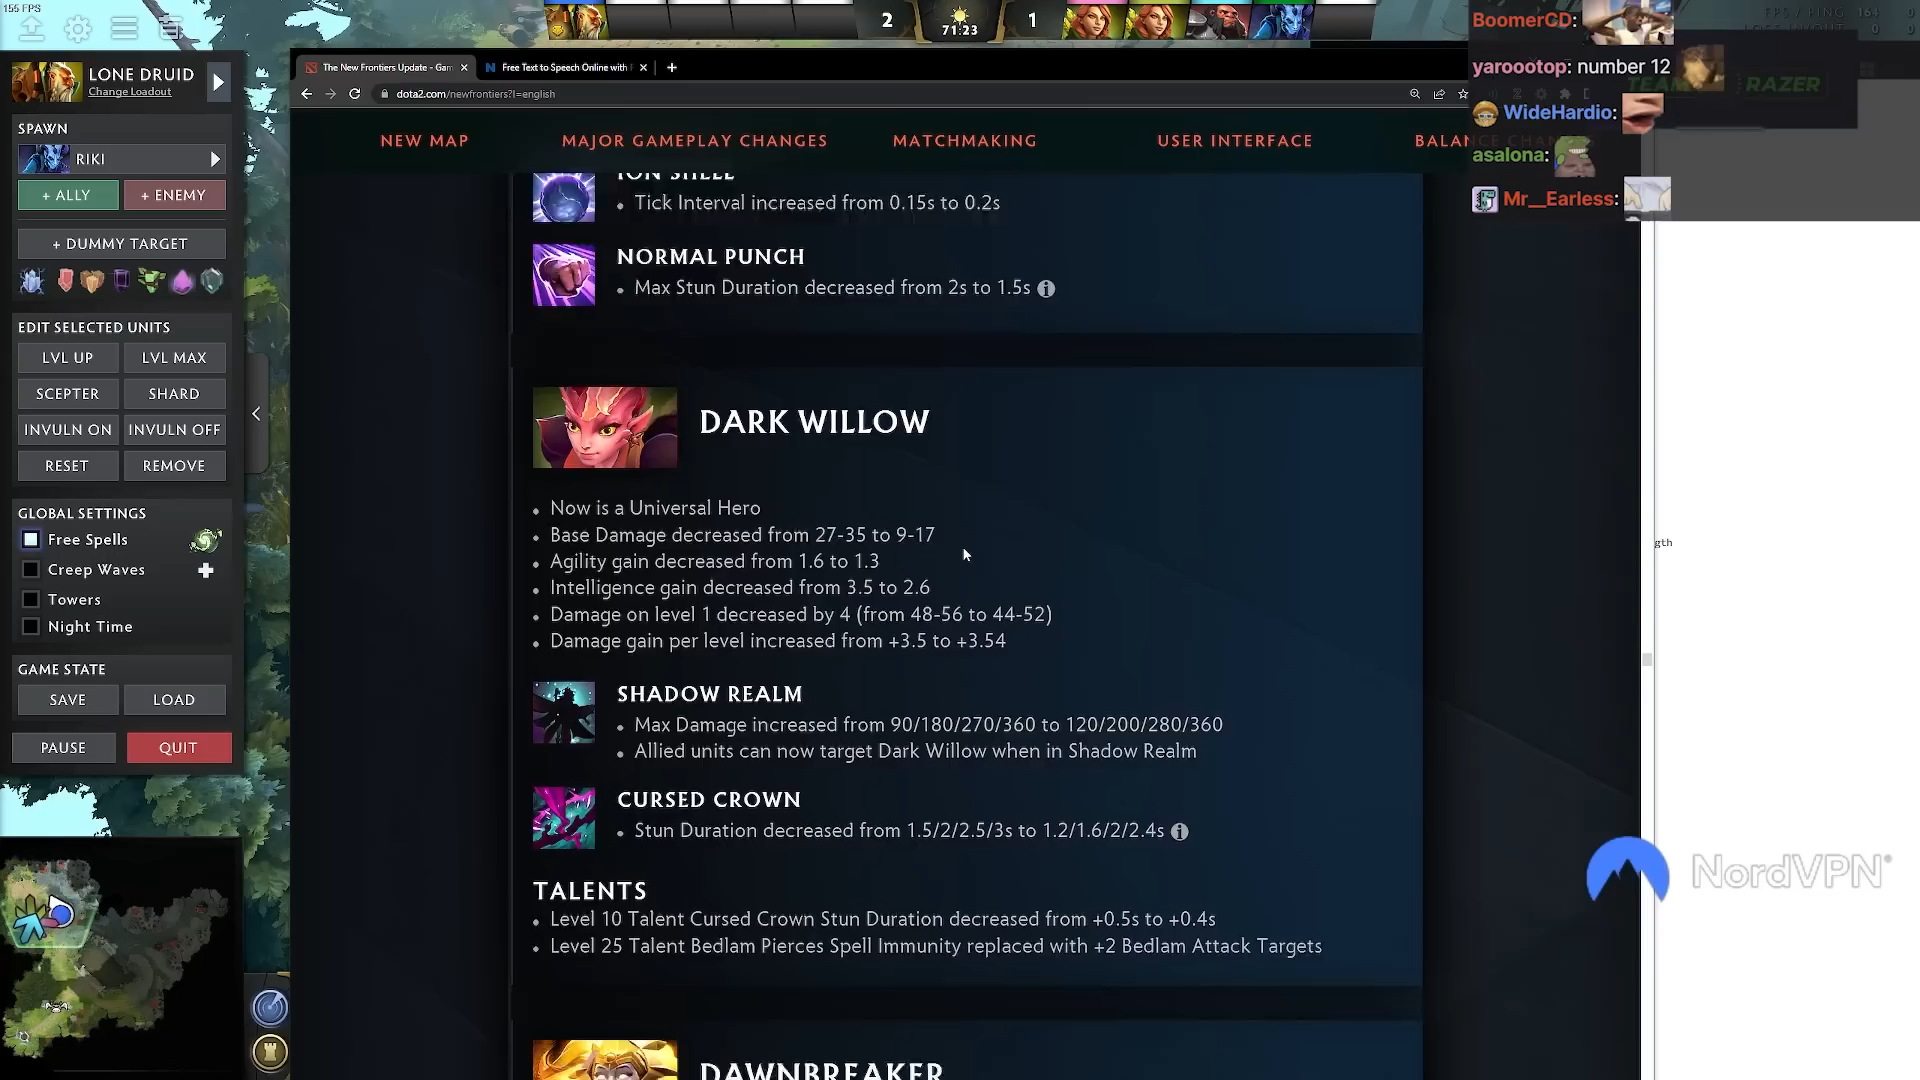 155 FPS
2
71:23
1
LONE DRUID
Change Loadout
SPAWN
RIKI
+ ALLY
+ ENEMY
+ DUMMY TARGET
EDIT SELECTED UNITS
LVL UP
LVL MAX
SCEPTER
SHARD
INVULN ON
INVULN OFF
RESET
REMOVE
GLOBAL SETTINGS
Free Spells
Creep Waves
Towers
Night Time
GAME STATE
SAVE
LOAD
PAUSE
QUIT
The New Frontiers Update - Gam
Free Text to Speech Online with
dota2.com/newfrontiers?l=english
NEW MAP
MAJOR GAMEPLAY CHANGES
MATCHMAKING
USER INTERFACE
ION SHELL
• Tick Interval increased from 0.15s to 0.2s
NORMAL PUNCH
• Max Stun Duration decreased from 2s to 1.5s
DARK WILLOW
• Now is a Universal Hero
• Base Damage decreased from 27-35 to 9-17
• Agility gain decreased from 1.6 to 1.3
• Intelligence gain decreased from 3.5 to 2.6
• Damage on level 1 decreased by 4 (from 48-56 to 44-52)
• Damage gain per level increased from +3.5 to +3.54
SHADOW REALM
• Max Damage increased from 90/180/270/360 to 120/200/280/360
• Allied units can now target Dark Willow when in Shadow Realm
CURSED CROWN
• Stun Duration decreased from 1.5/2/2.5/3s to 1.2/1.6/2/2.4s
TALENTS
• Level 10 Talent Cursed Crown Stun Duration decreased from +0.5s to +0.4s
• Level 25 Talent Bedlam Pierces Spell Immunity replaced with +2 Bedlam Attack Targets
DAWNBREAKER
BoomerCD:
yaroootop: number 12
WideHardio:
asalona:
Mr__Earless:
TEAM
RAZER
gth
NordVPN®